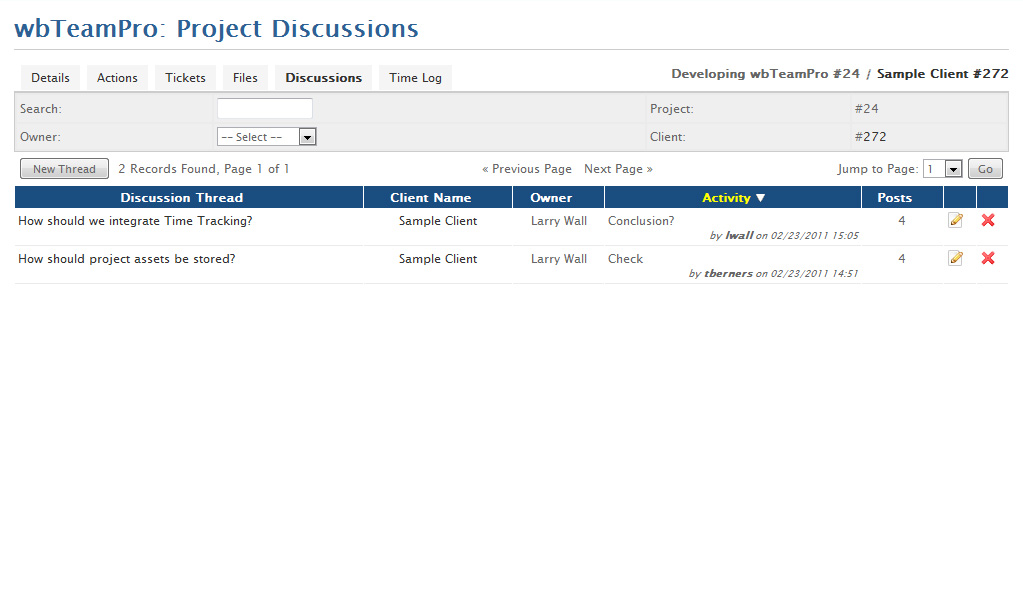 wbTeamPro: Project Discussions
Details Actions Tickets Files Discussions Time Log Developing wbTeamPro #24 / Sample Client #272
Search: Project: #24
Owner: -- Select -- Client: #272
New Thread 2 Records Found, Page 1 of 1 « Previous Page Next Page » Jump to Page: 1 Go
Discussion Thread Client Name Owner Activity ▼ Posts
How should we integrate Time Tracking? Sample Client Larry Wall Conclusion? 4
by lwall on 02/23/2011 15:05
How should project assets be stored? Sample Client Larry Wall Check 4
by tberners on 02/23/2011 14:51